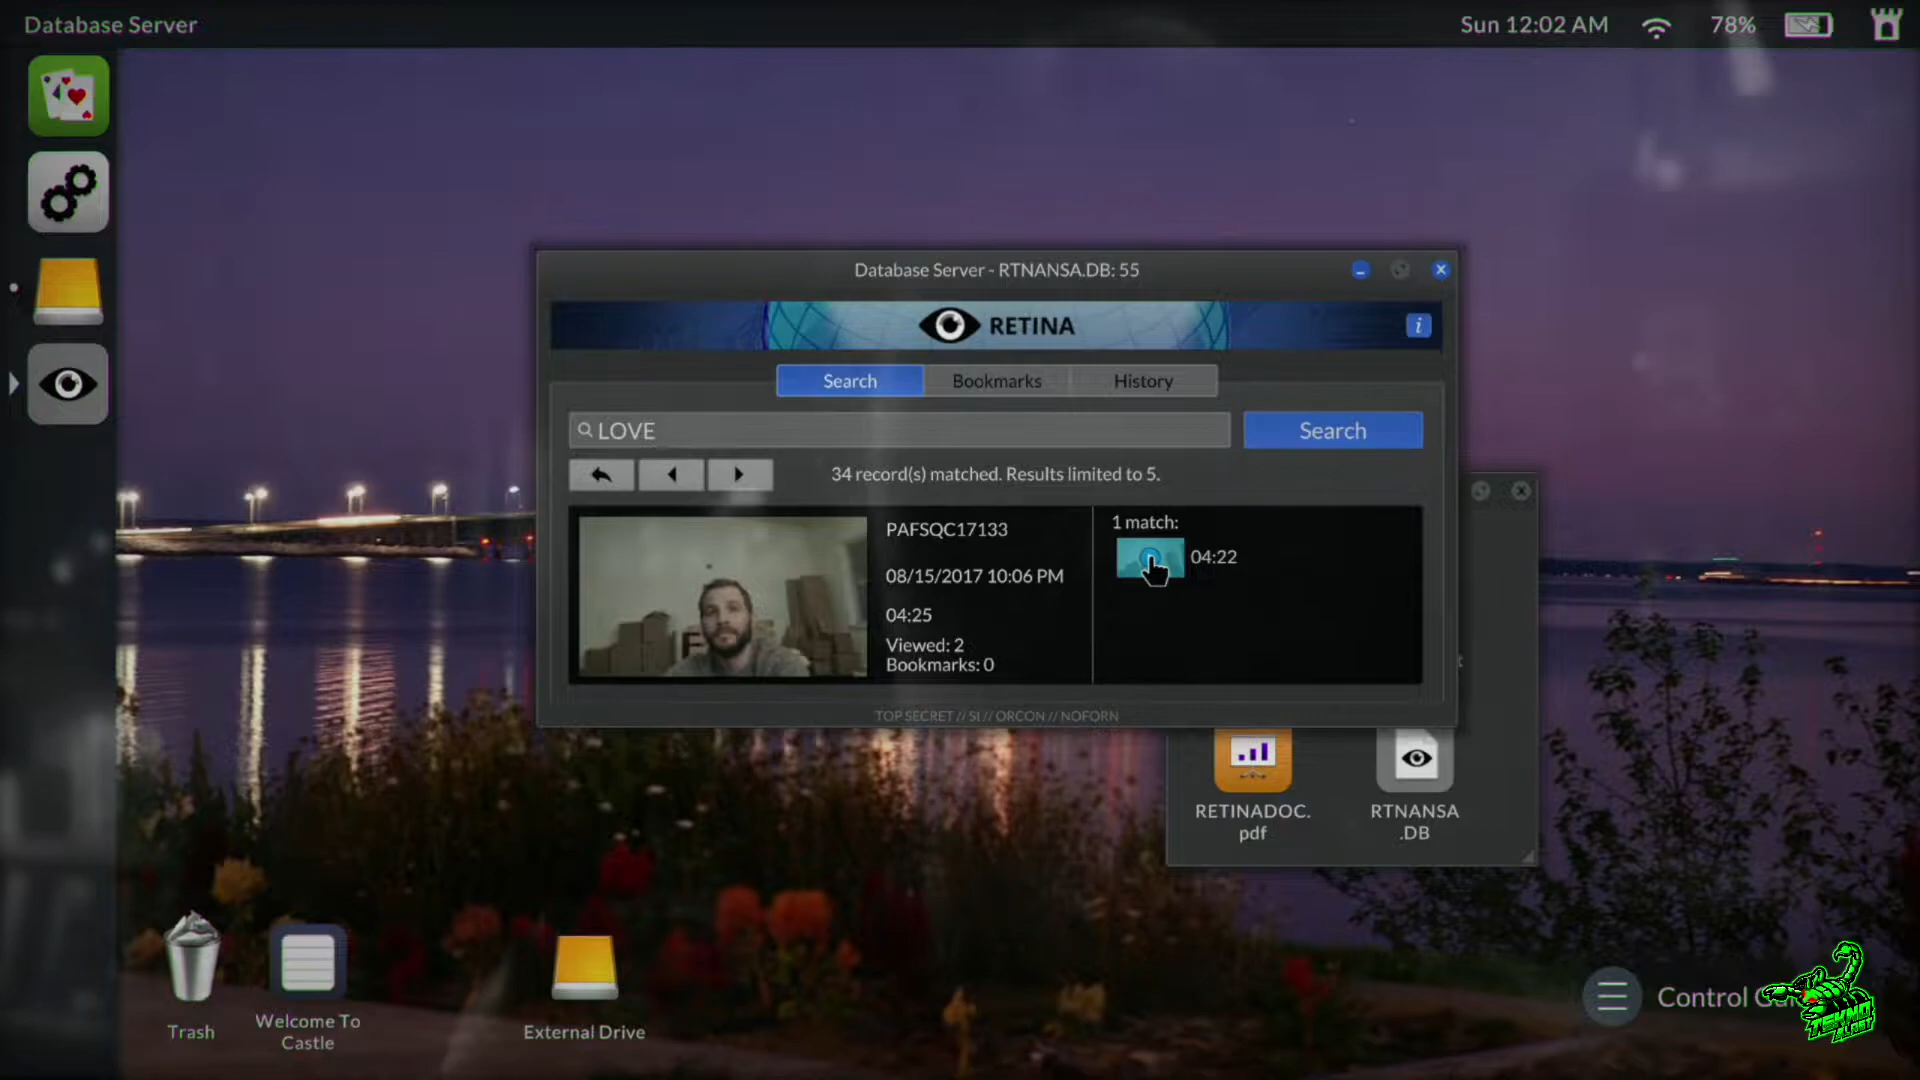 Database Server
Sun 12:02 AM
78%
Database Server - RTNANSA.DB: 55
RETINA
i
Search
Bookmarks
History
LOVE
Search
34 record(s) matched. Results limited to 5.
PAFSQC17133
08/15/2017 10:06 PM
04:25
Viewed: 2
Bookmarks: 0
1 match:
04:22
TOP SECRET // SI // ORCON // NOFORN
RETINADOC.
pdf
RTNANSA
.DB
Trash
Welcome To
Castle
External Drive
Control
TEKNO